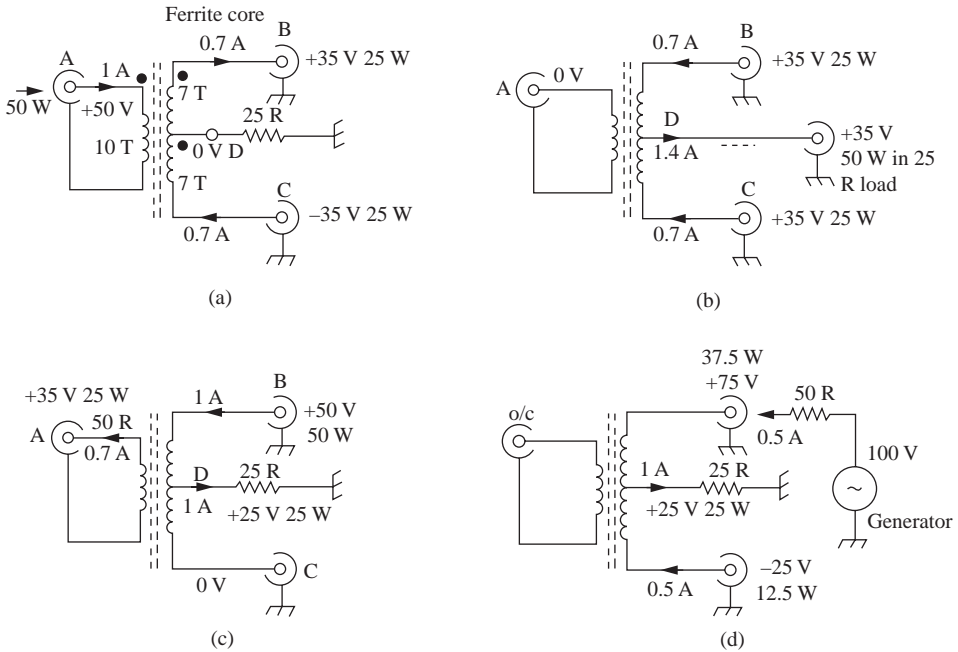 Ferrite core
A
1 A
50 W
+50 V
10 T
7 T
7 T
0.7 A
B
+35 V 25 W
25 R
0 V D
C
–35 V 25 W
0.7 A
(a)
A
0 V
0.7 A
B
+35 V 25 W
D
1.4 A
+35 V
50 W in 25
R load
C
+35 V 25 W
0.7 A
(b)
+35 V 25 W
A
50 R
0.7 A
1 A
B
+50 V
50 W
D
1 A
25 R
+25 V 25 W
0 V
C
(c)
o/c
37.5 W
+75 V
50 R
0.5 A
100 V
~
Generator
1 A
25 R
+25 V 25 W
0.5 A
–25 V
12.5 W
(d)